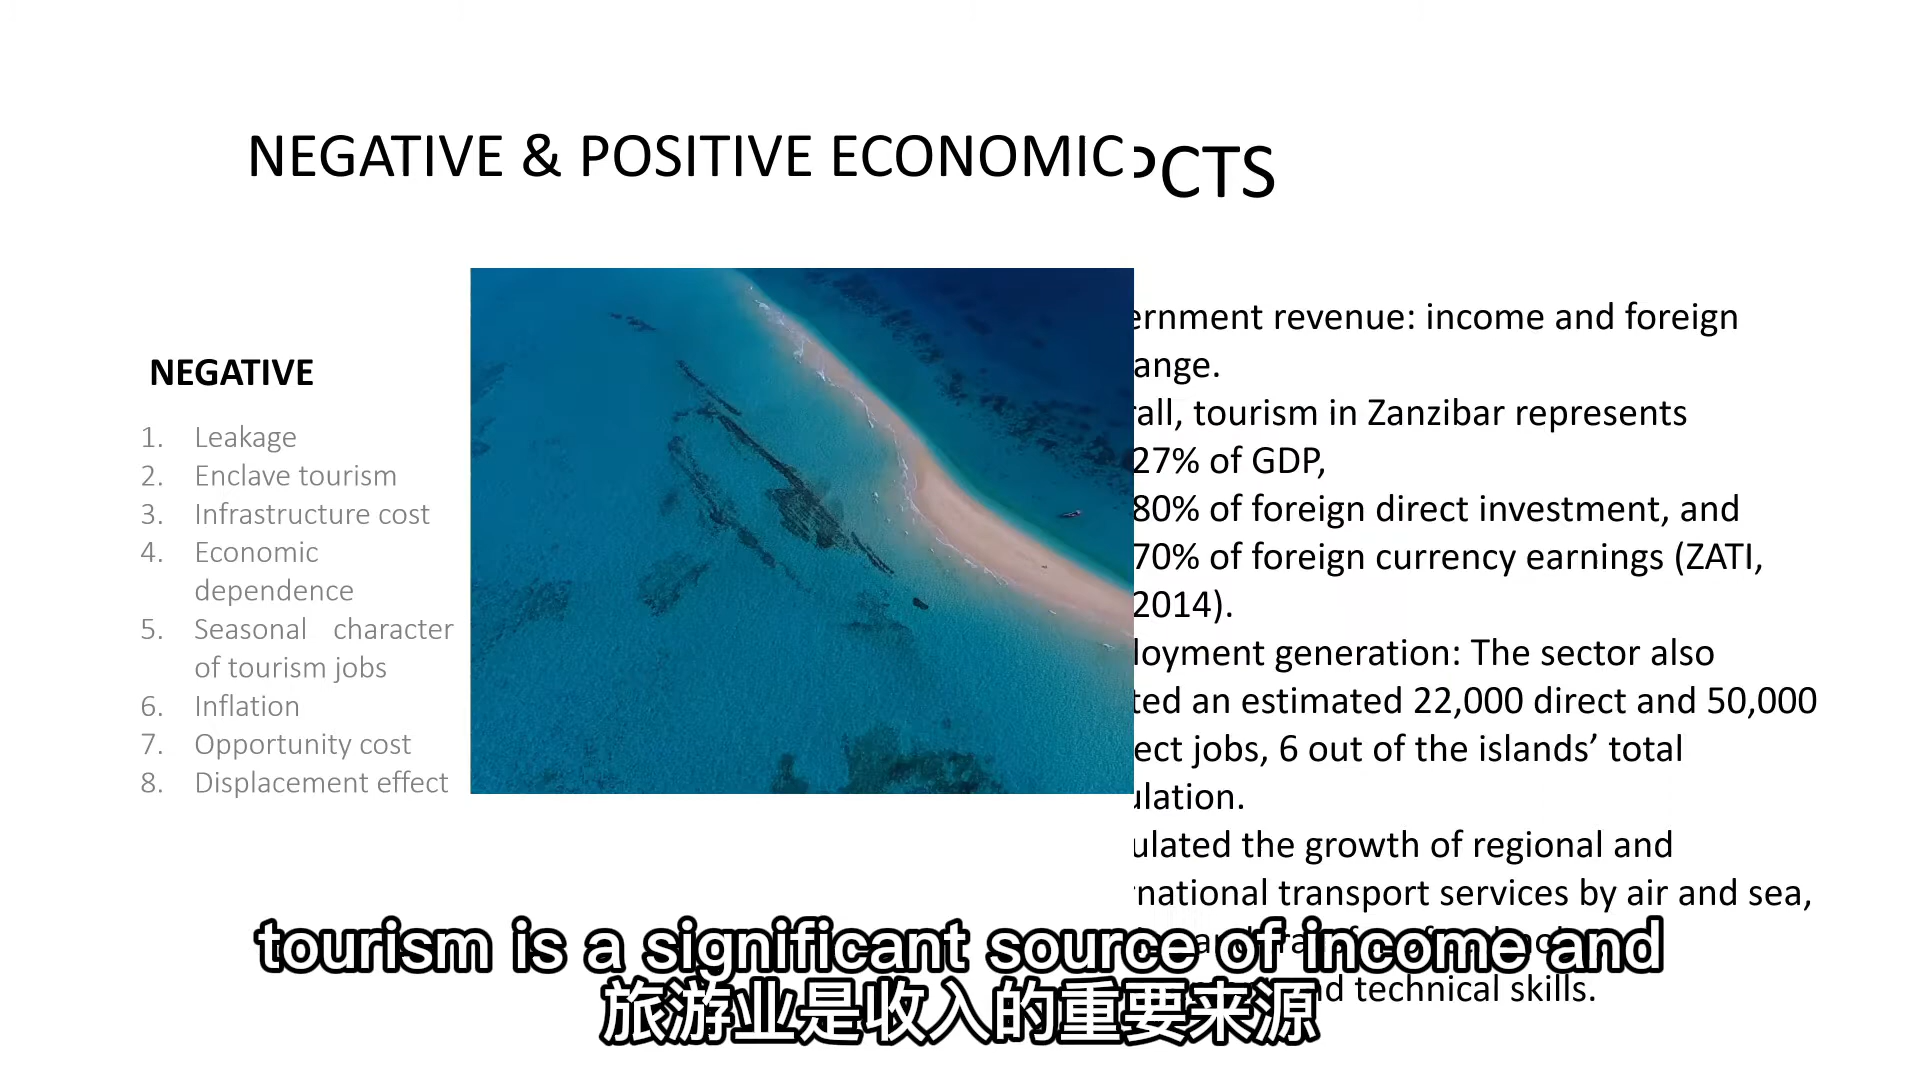 NEGATIVE & POSITIVE ECONOMIC
CTS
NEGATIVE
1. Leakage
2. Enclave tourism
3. Infrastructure cost
4. Economic
dependence
5. Seasonal character
of tourism jobs
6. Inflation
7. Opportunity cost
8. Displacement effect
ernment revenue: income and foreign
ange.
rall, tourism in Zanzibar represents
27% of GDP,
80% of foreign direct investment, and
70% of foreign currency earnings (ZATI,
2014).
loyment generation: The sector also
ted an estimated 22,000 direct and 50,000
ect jobs, 6 out of the islands’ total
ulation.
ulated the growth of regional and
rnational transport services by air and sea,
nd technical skills.
tourism is a significant source of income and
旅游业是收入的重要来源